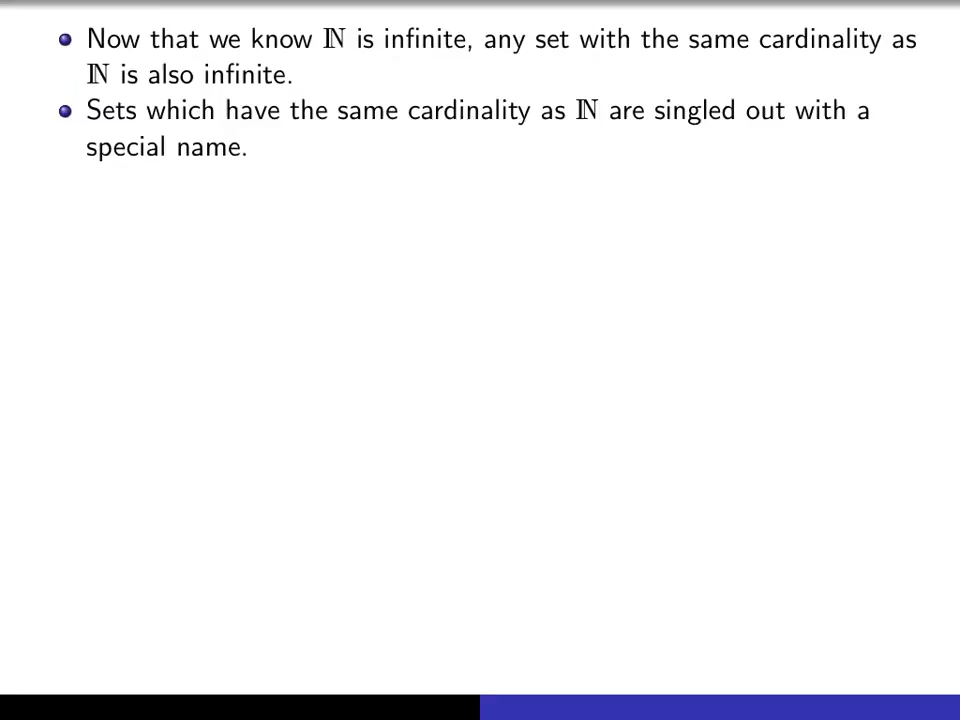 Now that we know ℕ is infinite, any set with the same cardinality as
ℕ is also infinite.
Sets which have the same cardinality as ℕ are singled out with a
special name.